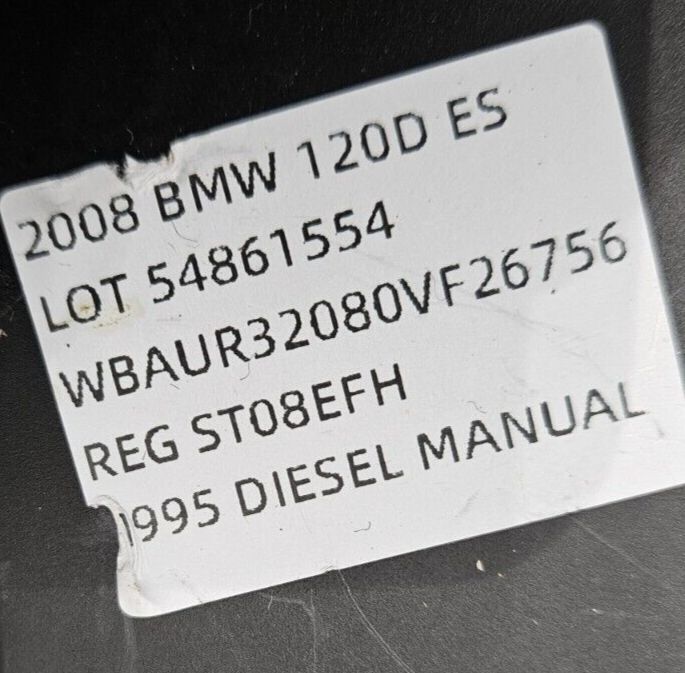 2008 BMW 120D ES
LOT 54861554
WBAUR32080VF26756
REG ST08EFH
1995 DIESEL MANUAL